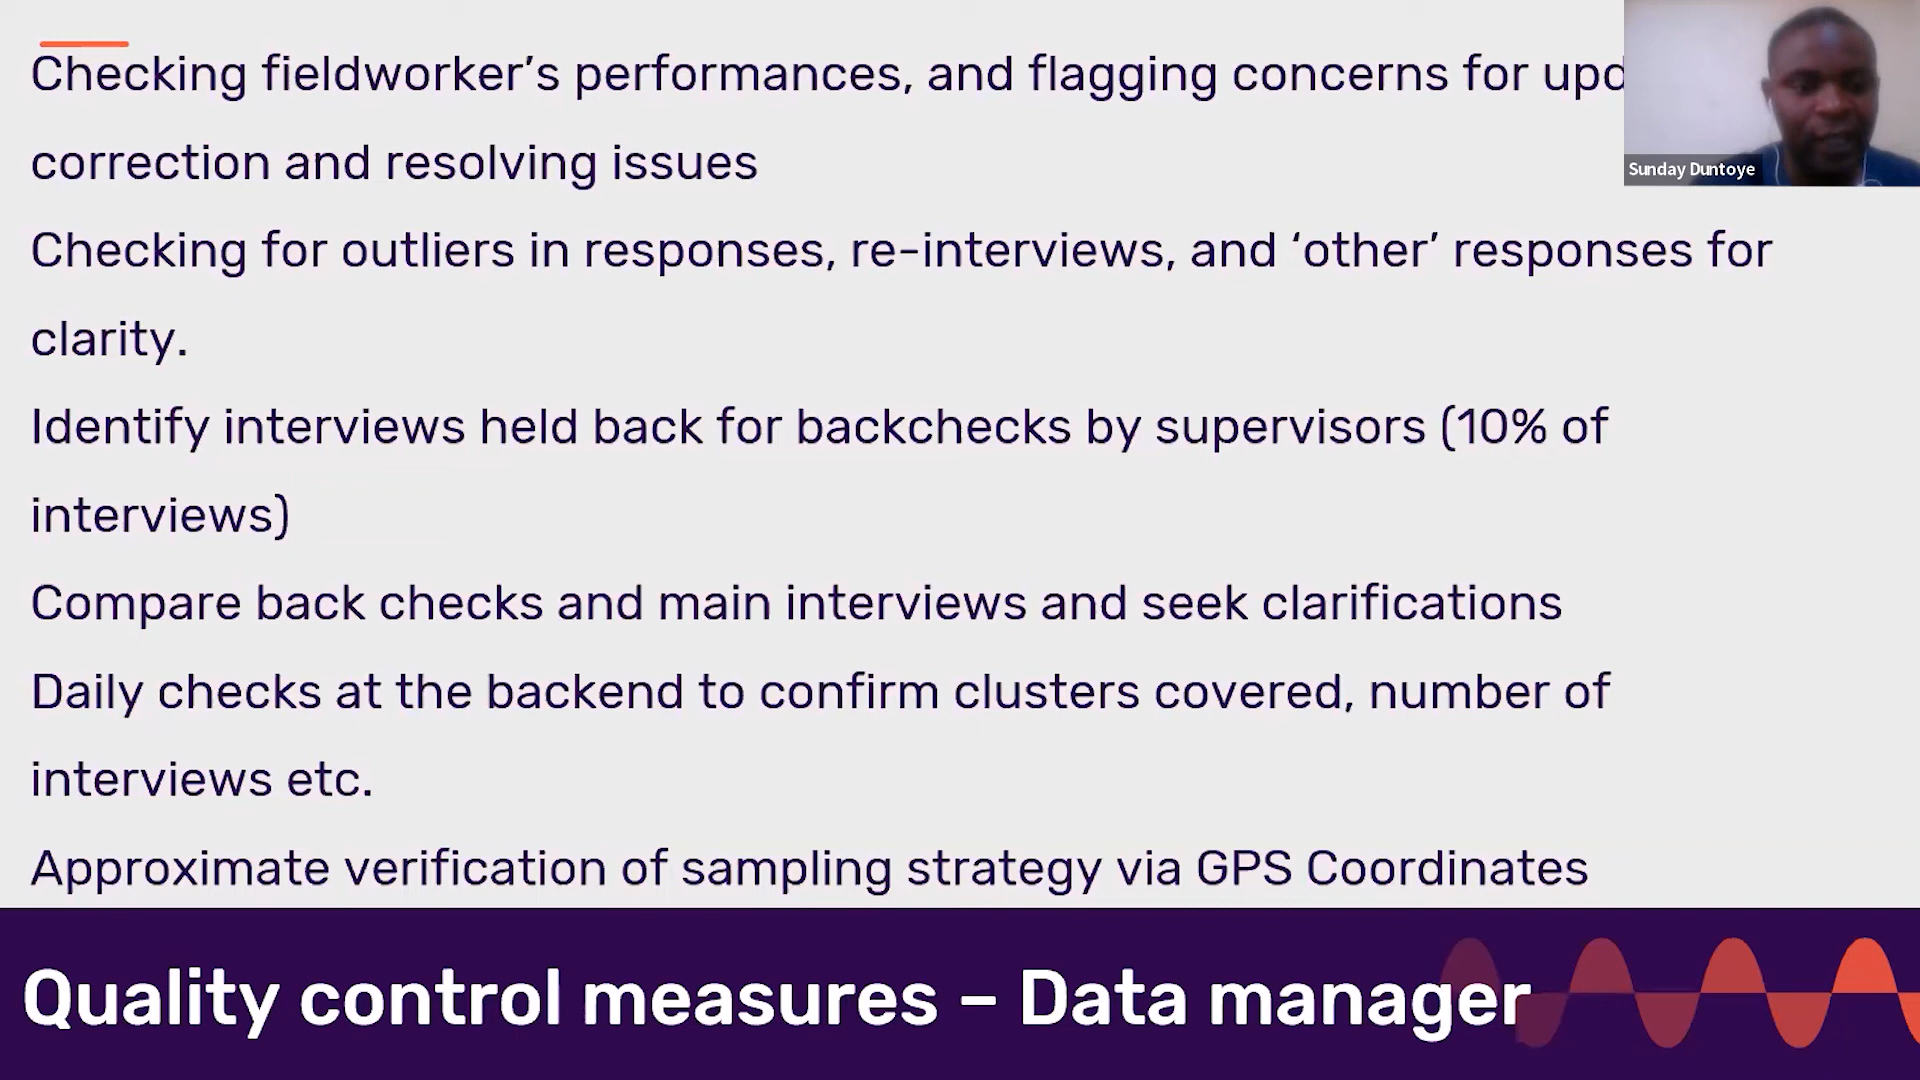 Checking fieldworker’s performances, and flagging concerns for
correction and resolving issues
Sunday Duntoye
Checking for outliers in responses, re-interviews, and ‘other’ responses for
clarity.
Identify interviews held back for backchecks by supervisors (10% of
interviews)
Compare back checks and main interviews and seek clarifications
Daily checks at the backend to confirm clusters covered, number of
interviews etc.
Approximate verification of sampling strategy via GPS Coordinates
Quality control measures – Data manager